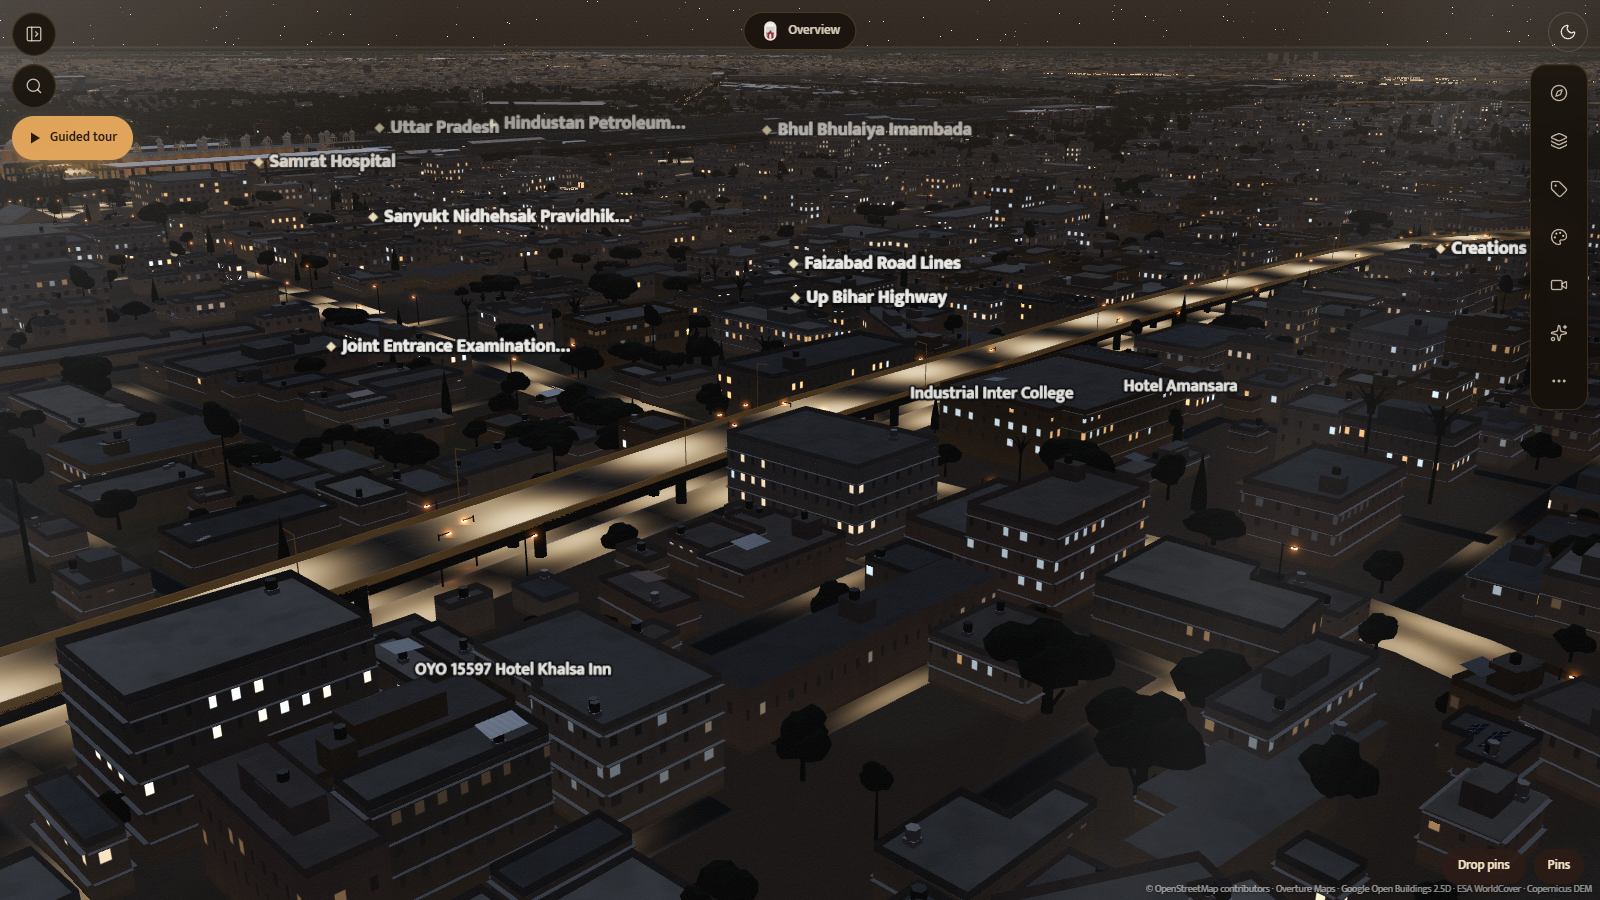 Overview
Guided tour
Uttar Pradesh
Hindustan Petroleum...
Bhul Bhulaiya Imambada
Samrat Hospital
Sanyukt Nidhehsak Pravidhik...
Creations
Faizabad Road Lines
Up Bihar Highway
Joint Entrance Examination...
Industrial Inter College
Hotel Amansara
OYO 15597 Hotel Khalsa Inn
Drop pins
Pins
© OpenStreetMap contributors · Overture Maps · Google Open Buildings 2.5D · ESA WorldCover · Copernicus DEM